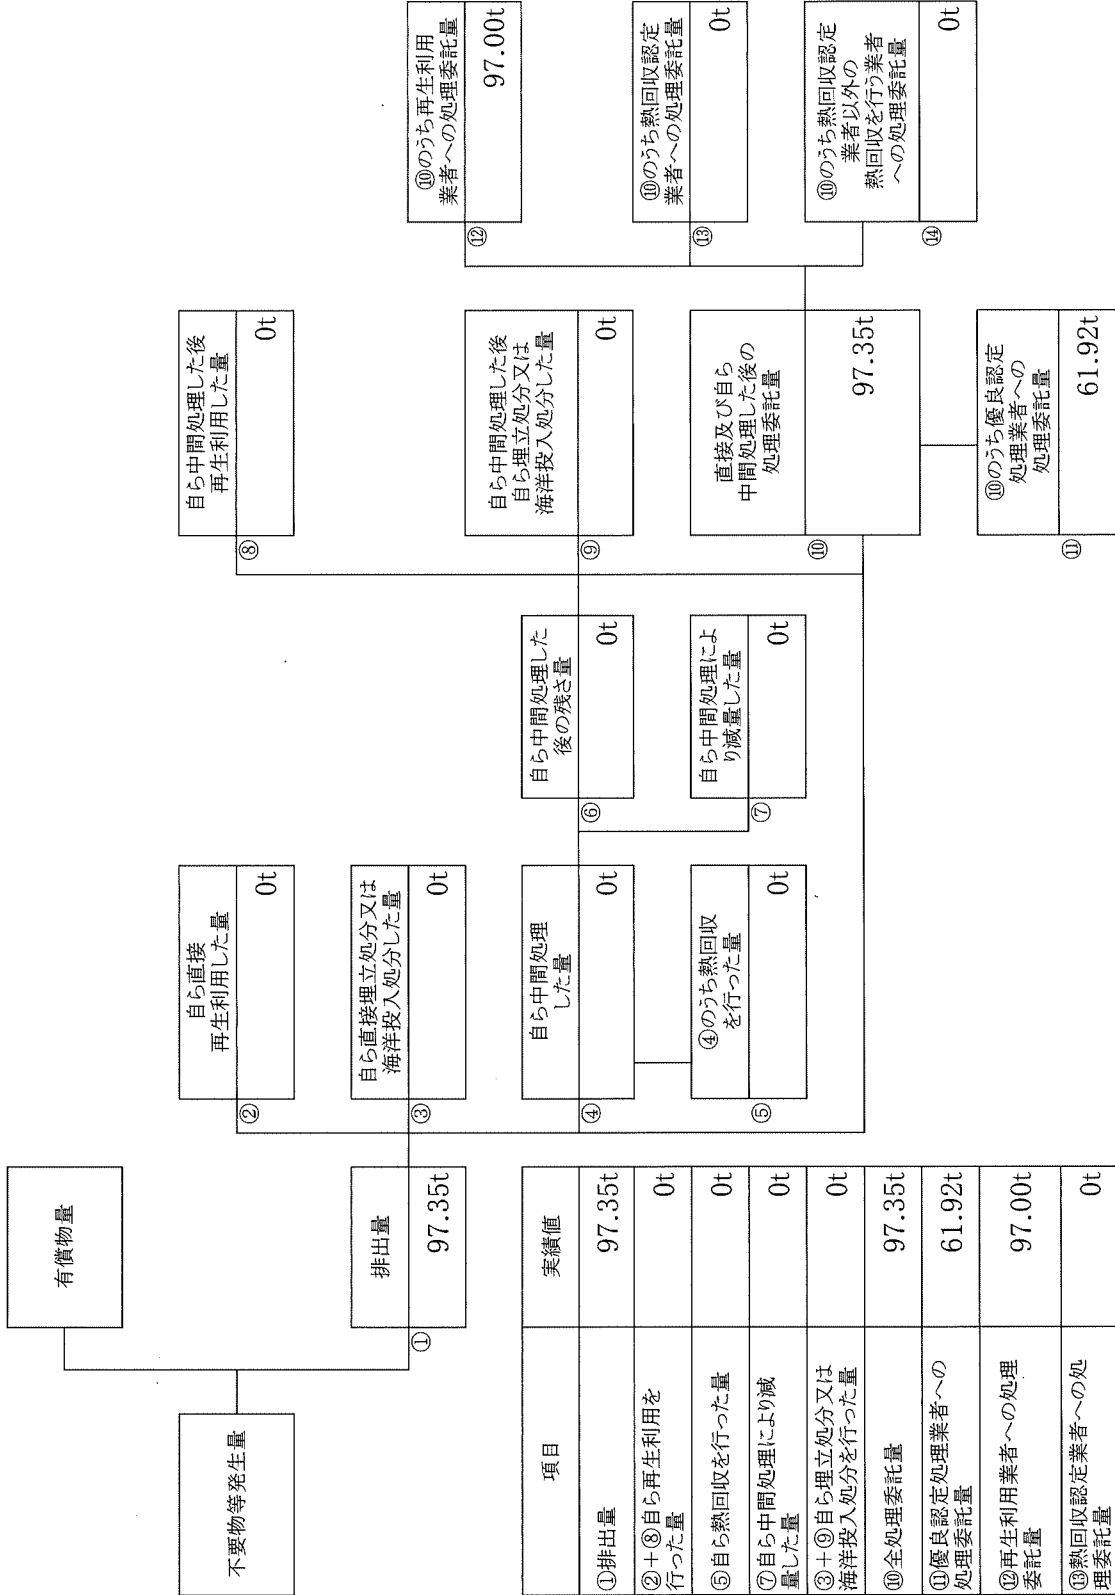 不要物等発生量
有償物量
排出量
①
97.35t
自ら直接
再生利用した量
②
0t
自ら直接埋立処分又は
海洋投入処分した量
③
0t
自ら中間処理
した量
④
0t
④のうち熱回収
を行った量
⑤
0t
自ら中間処理した
後の残さ量
⑥
0t
自ら中間処理によ
り減量した量
⑦
0t
自ら中間処理した後
再生利用した量
⑧
0t
自ら中間処理した後
自ら埋立処分又は
海洋投入処分した量
⑨
0t
直接及び自ら
中間処理した後の
処理委託量
⑩
97.35t
⑩のうち優良認定
処理業者への
処理委託量
⑪
61.92t
⑩のうち再生利用
業者への処理委託量
⑫
97.00t
⑩のうち熱回収認定
業者への処理委託量
⑬
0t
⑩のうち熱回収認定
業者以外の
熱回収を行う業者
への処理委託量
⑭
0t
項目
実績値
①排出量
97.35t
②+⑧自ら再生利用を
行った量
0t
⑤自ら熱回収を行った量
0t
⑦自ら中間処理により減
量した量
0t
③+⑨自ら埋立処分又は
海洋投入処分を行った量
0t
⑩全処理委託量
97.35t
⑪優良認定処理業者への
処理委託量
61.92t
⑫再生利用業者への処理
委託量
97.00t
⑬熱回収認定業者への処
理委託量
0t